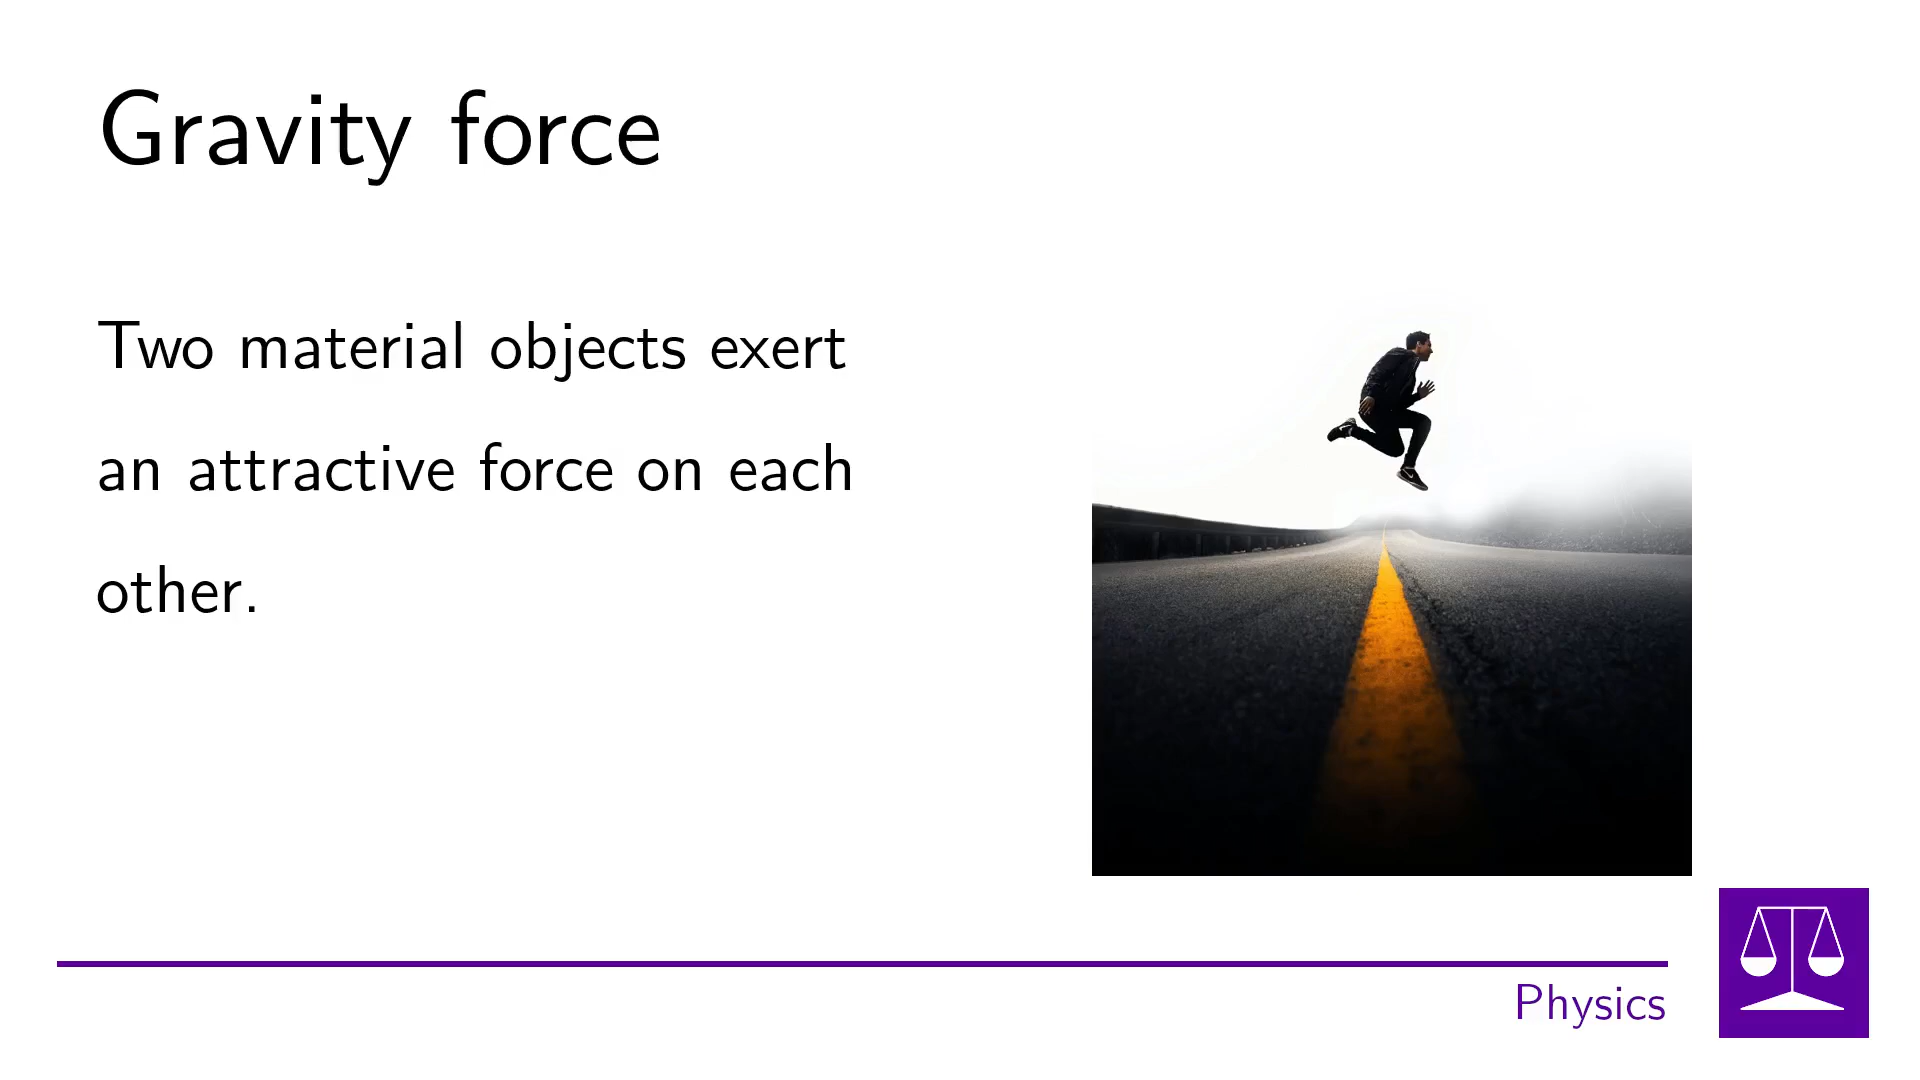 Gravity force
Two material objects exert
an attractive force on each
other.
Physics